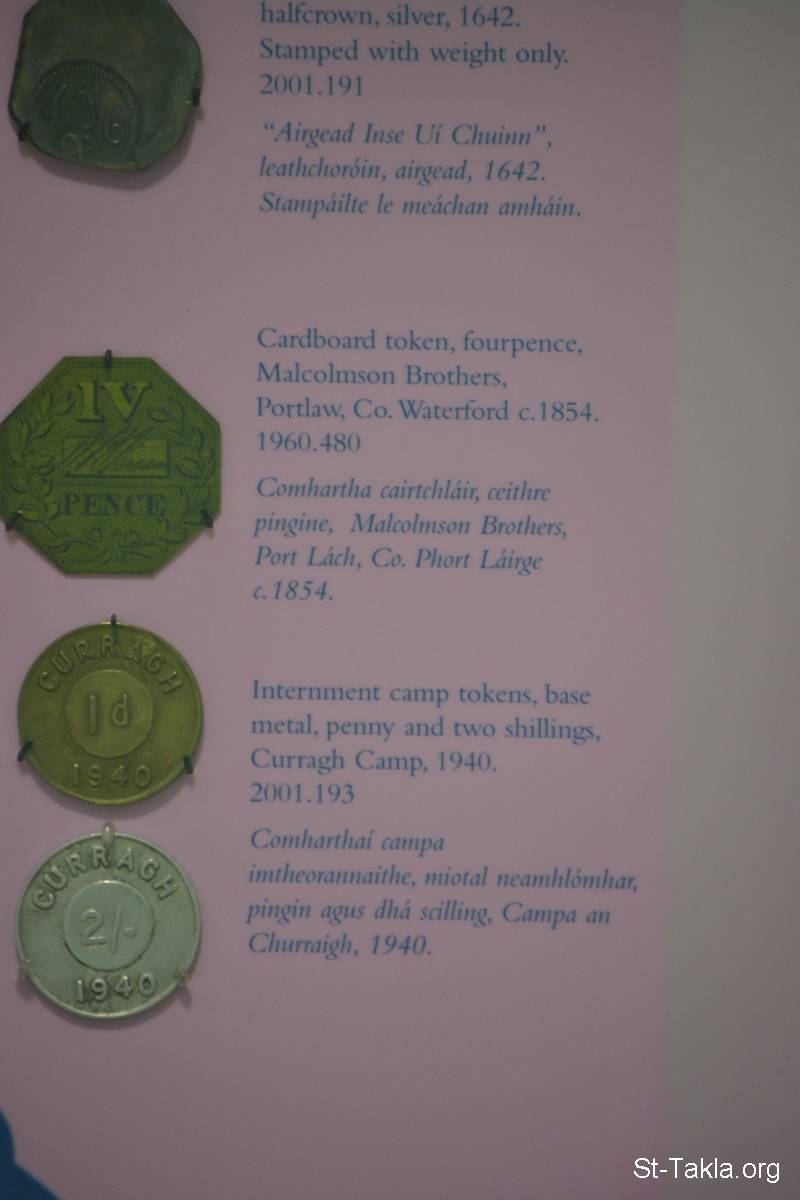 halfcrown, silver, 1642.
Stamped with weight only.
2001.191
“Airgead Inse Uí Chuinn”,
leathchoróin, airgead, 1642.
Stampáilte le meáchan amháin.
IV
PENCE
Cardboard token, fourpence,
Malcolmson Brothers,
Portlaw, Co. Waterford c.1854.
1960.480
Comhartha cairtchláir, ceithre
pingine, Malcolmson Brothers,
Port Lách, Co. Phort Láirge
c.1854.
CURRAGH
1d
1940
CURRAGH
2/-
1940
Internment camp tokens, base
metal, penny and two shillings,
Curragh Camp, 1940.
2001.193
Comharthaí campa
imtheorannaithe, miotal neamhlómhar,
pingin agus dhá scilling, Campa an
Churraigh, 1940.
St-Takla.org